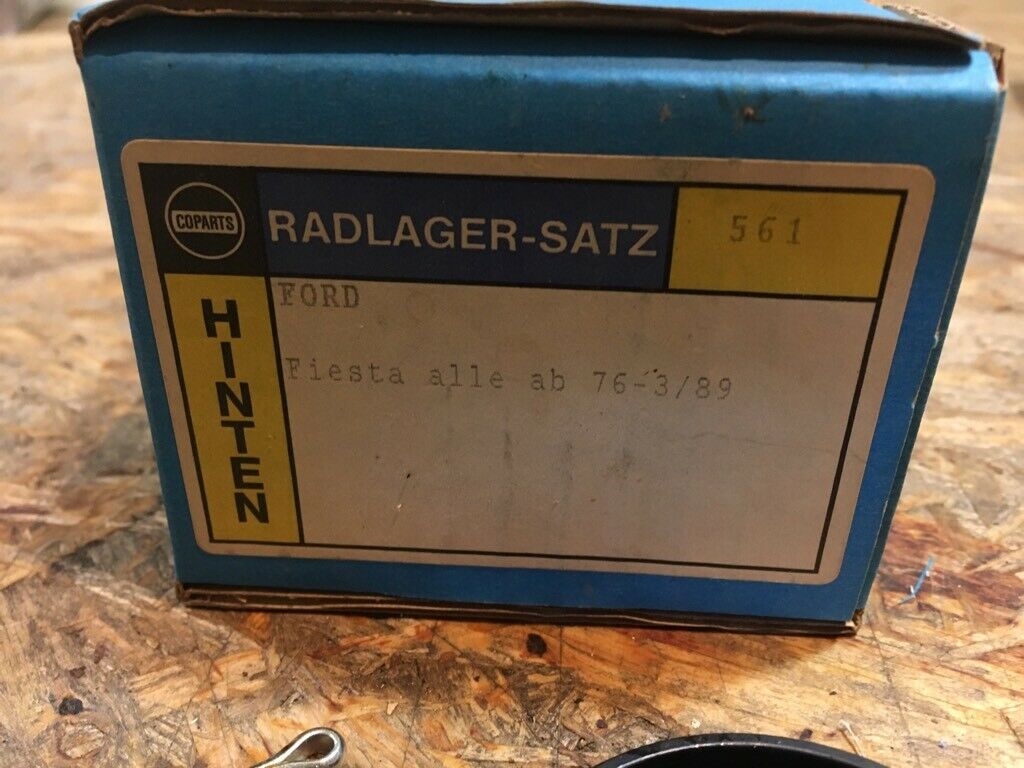 COPARTS
RADLAGER-SATZ
561
HINTEN
FORD
Fiesta alle ab 76-3/89